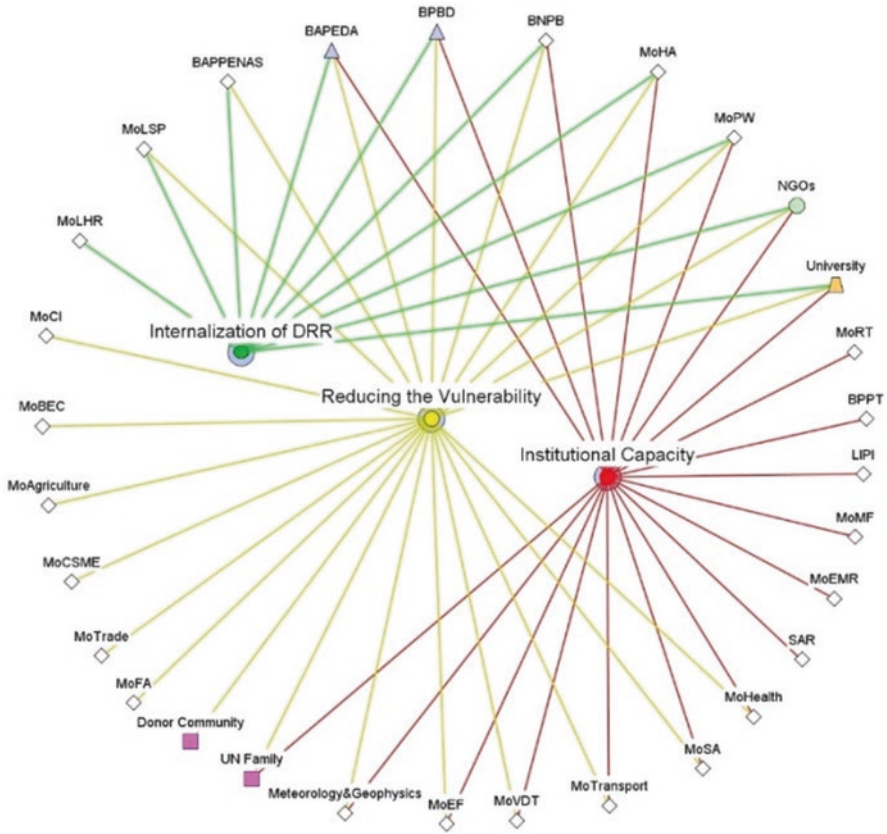 BPBD
BAPEDA
BNPB
BAPPENAS
MoHA
MoLSP
MoPW
NGOs
MoLHR
University
MoCI
Internalization of DRR
MoRT
Reducing the Vulnerability
BPPT
MoBEC
Institutional Capacity
LIPI
MoAgriculture
MoMF
MoCSME
MoEMR
MoTrade
SAR
MoFA
MoHealth
Donor Community
MoSA
UN Family
MoTransport
Meteorology&Geophysics
MoVDT
MoEF